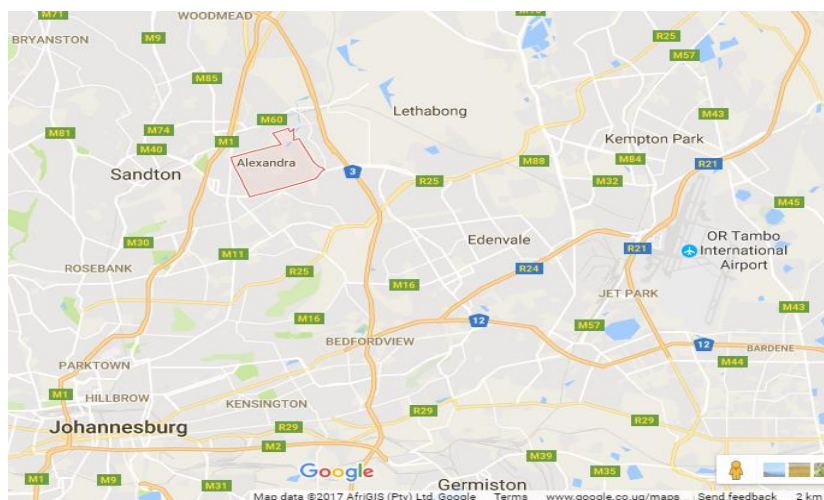 M71
WOODMEAD
R25
M57
BRYANSTON
M9
M85
M43
M60
Lethabong
M81
M74
M1
Kempton Park
M40
Alexandra
M88
M84
R21
Sandton
3
R25
M32
M45
M30
Edenvale
R21
OR Tambo
International
Airport
M11
ROSEBANK
R25
M16
R24
JET PARK
M43
M16
12
M57
BEDFORDVIEW
12
BARDENE
M44
PARKTOWN
M1
HILLBROW
KENSINGTON
R29
R29
Johannesburg
R29
M2
M39
M35
Google
M1
M9
M31
Germiston
Map data ©2017 AfriGIS (Pty) Ltd, Google Terms www.google.co.ug/maps Send feedback 2 km